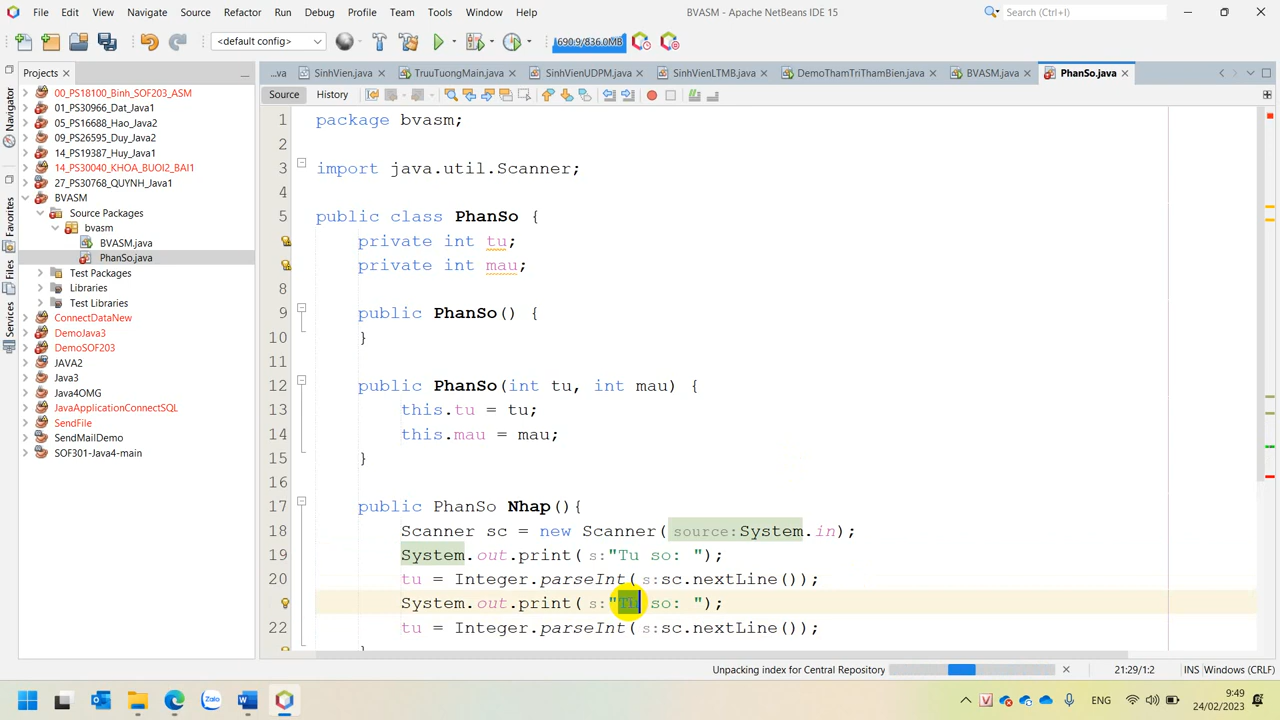 File Edit View Navigate Source Refactor Run Debug Profile Team Tools Window Help
BVASM - Apache NetBeans IDE 15
Search (Ctrl+I)
<default config>
690.9/836.0MB
Projects
...va SinhVien.java TruuTuongMain.java SinhVienUDPM.java SinhVienLTMB.java DemoThamTriThamBien.java BVASM.java PhanSo.java
Source History
Navigator
Favorites
Files
Services
00_PS18100_Binh_SOF203_ASM
01_PS30966_Dat_Java1
05_PS16688_Hao_Java2
09_PS26595_Duy_Java2
14_PS19387_Huy_Java1
14_PS30040_KHOA_BUOI2_BAI1
27_PS30768_QUYNH_Java1
BVASM
Source Packages
bvasm
BVASM.java
PhanSo.java
Test Packages
Libraries
Test Libraries
ConnectDataNew
DemoJava3
DemoSOF203
JAVA2
Java3
Java4OMG
JavaApplicationConnectSQL
SendFile
SendMailDemo
SOF301-Java4-main
1 package bvasm;
2
3 import java.util.Scanner;
4
5 public class PhanSo {
6 private int tu;
7 private int mau;
8
9 public PhanSo() {
10 }
11
12 public PhanSo(int tu, int mau) {
13 this.tu = tu;
14 this.mau = mau;
15 }
16
17 public PhanSo Nhap(){
18 Scanner sc = new Scanner(source:System.in);
19 System.out.print(s:"Tu so: ");
20 tu = Integer.parseInt(s:sc.nextLine());
System.out.print(s:"Tu so: ");
22 tu = Integer.parseInt(s:sc.nextLine());
Unpacking index for Central Repository
21:29/1:2
INS
Windows (CRLF)
Zalo
ENG
9:49
24/02/2023